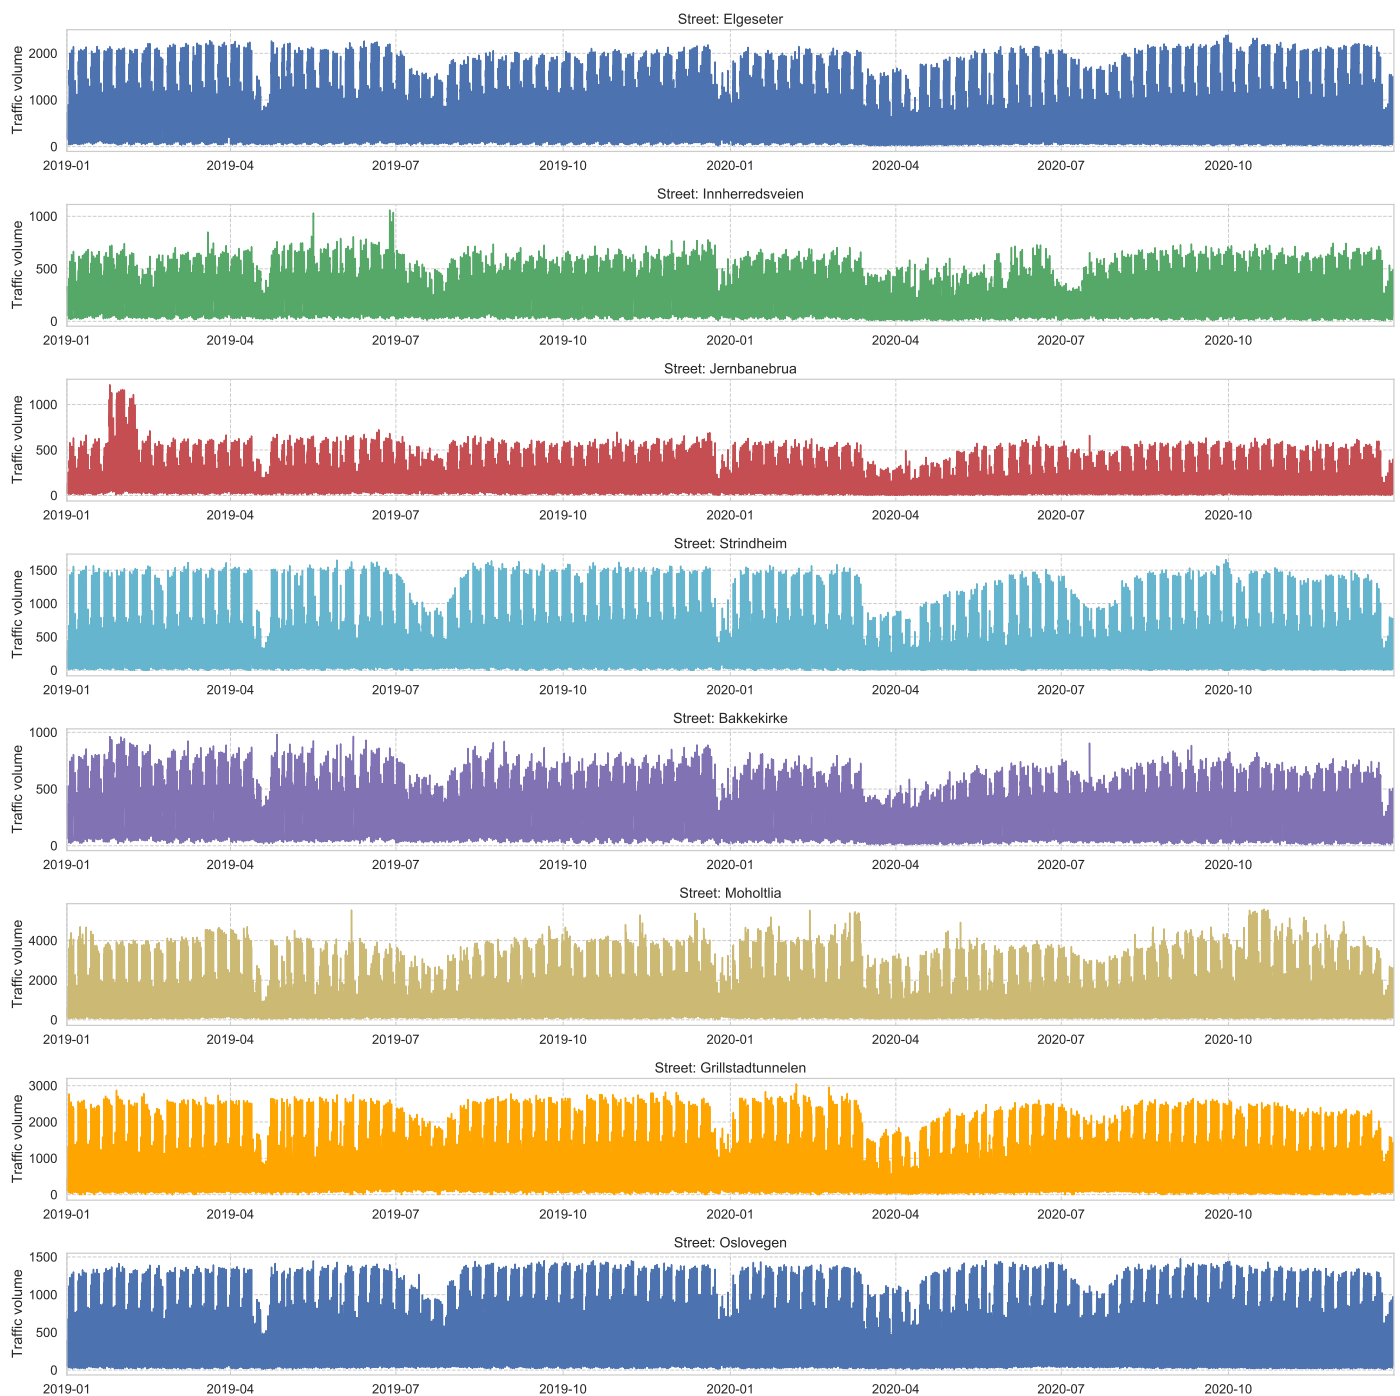 Street: Elgeseter
Traffic volume
2000
1000
0
2019-01 2019-04 2019-07 2019-10 2020-01 2020-04 2020-07 2020-10
Street: Innherredsveien
Traffic volume
1000
500
0
2019-01 2019-04 2019-07 2019-10 2020-01 2020-04 2020-07 2020-10
Street: Jernbanebrua
Traffic volume
1000
500
0
2019-01 2019-04 2019-07 2019-10 2020-01 2020-04 2020-07 2020-10
Street: Strindheim
Traffic volume
1500
1000
500
0
2019-01 2019-04 2019-07 2019-10 2020-01 2020-04 2020-07 2020-10
Street: Bakkekirke
Traffic volume
1000
500
0
2019-01 2019-04 2019-07 2019-10 2020-01 2020-04 2020-07 2020-10
Street: Moholtlia
Traffic volume
4000
2000
0
2019-01 2019-04 2019-07 2019-10 2020-01 2020-04 2020-07 2020-10
Street: Grillstadtunnelen
Traffic volume
3000
2000
1000
0
2019-01 2019-04 2019-07 2019-10 2020-01 2020-04 2020-07 2020-10
Street: Oslovegen
Traffic volume
1500
1000
500
0
2019-01 2019-04 2019-07 2019-10 2020-01 2020-04 2020-07 2020-10